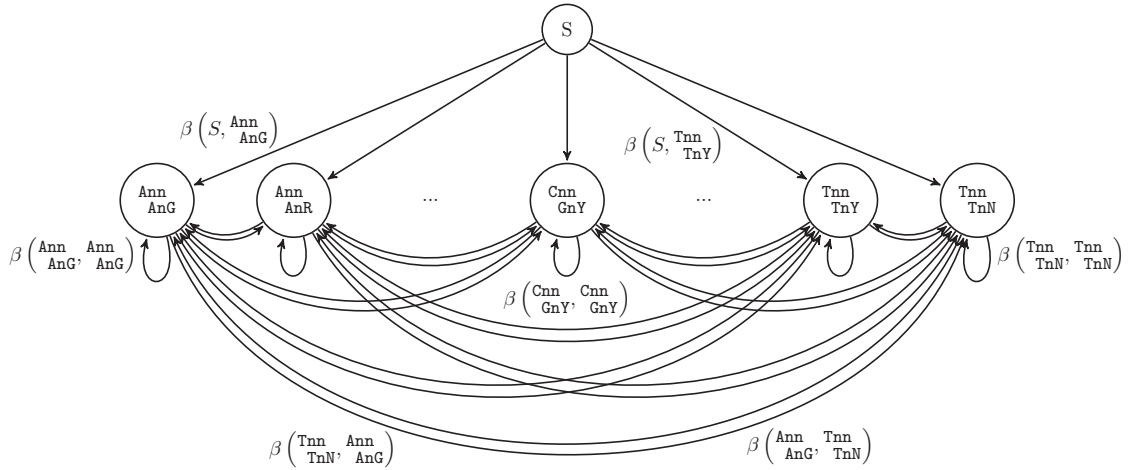 S
β(S, Ann AnG)
β(S, Tnn TnY)
Ann
AnG
Ann
AnR
...
Cnn
GnY
...
Tnn
TnY
Tnn
TnN
β(Ann AnG, Ann AnG)
β(Cnn GnY, Cnn GnY)
β(Tnn TnN, Tnn TnN)
β(Tnn TnN, Ann AnG)
β(Ann AnG, Tnn TnN)